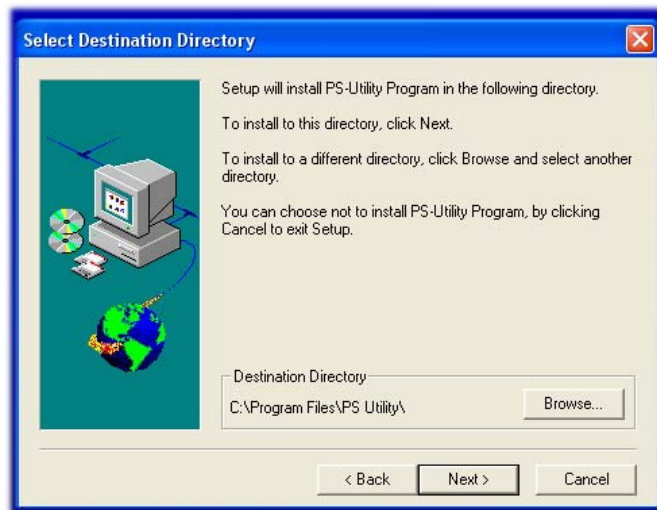 Select Destination Directory
Setup will install PS-Utility Program in the following directory.
To install to this directory, click Next.
To install to a different directory, click Browse and select another
directory.
You can choose not to install PS-Utility Program, by clicking
Cancel to exit Setup.
Destination Directory
C:\Program Files\PS Utility\
Browse...
< Back
Next >
Cancel